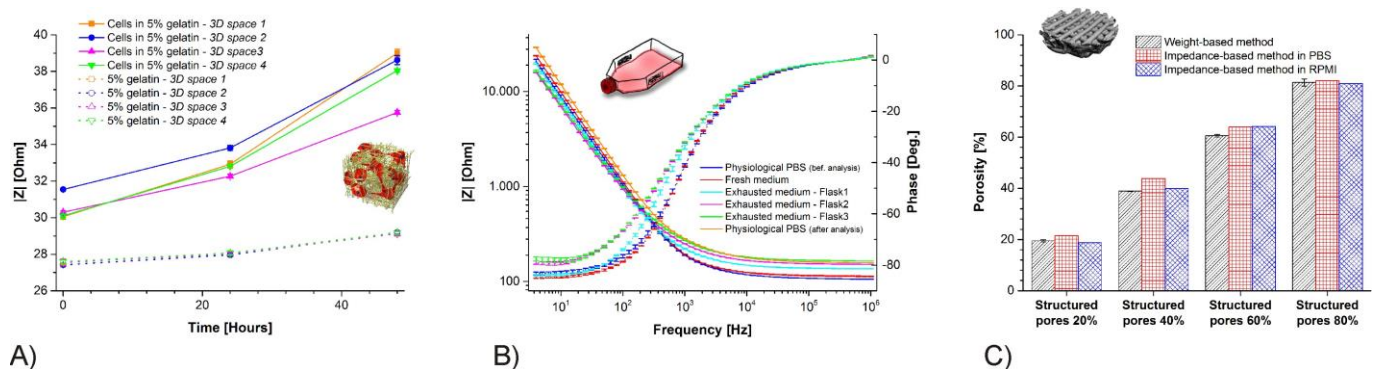 Cells in 5% gelatin - 3D space 1
Cells in 5% gelatin - 3D space 2
Cells in 5% gelatin - 3D space3
Cells in 5% gelatin - 3D space 4
5% gelatin - 3D space 1
5% gelatin - 3D space 2
5% gelatin - 3D space 3
5% gelatin - 3D space 4
40
38
36
34
32
30
28
26
|Z| [Ohm]
0
20
40
Time [Hours]
A)
10.000
1.000
100
|Z| [Ohm]
Physiological PBS (bef. analysis)
Fresh medium
Exhausted medium - Flask1
Exhausted medium - Flask2
Exhausted medium - Flask3
Physiological PBS (after analysis)
0
-20
-40
-60
-80
Phase [Deg.]
10¹
10²
10³
10⁴
10⁵
10⁶
Frequency [Hz]
B)
Weight-based method
Impedance-based method in PBS
Impedance-based method in RPMI
100
80
60
40
20
0
Porosity [%]
Structured pores 20%
Structured pores 40%
Structured pores 60%
Structured pores 80%
C)